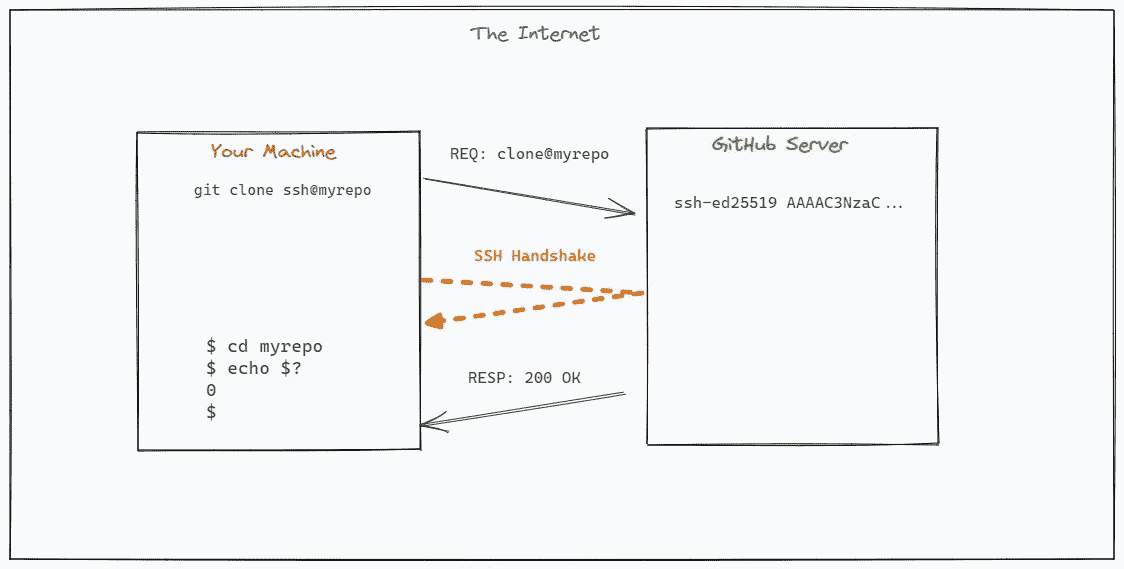 The Internet
Your Machine
git clone ssh@myrepo
$ cd myrepo
$ echo $?
0
$
REQ: clone@myrepo
SSH Handshake
RESP: 200 OK
GitHub Server
ssh-ed25519 AAAAC3NzaC...